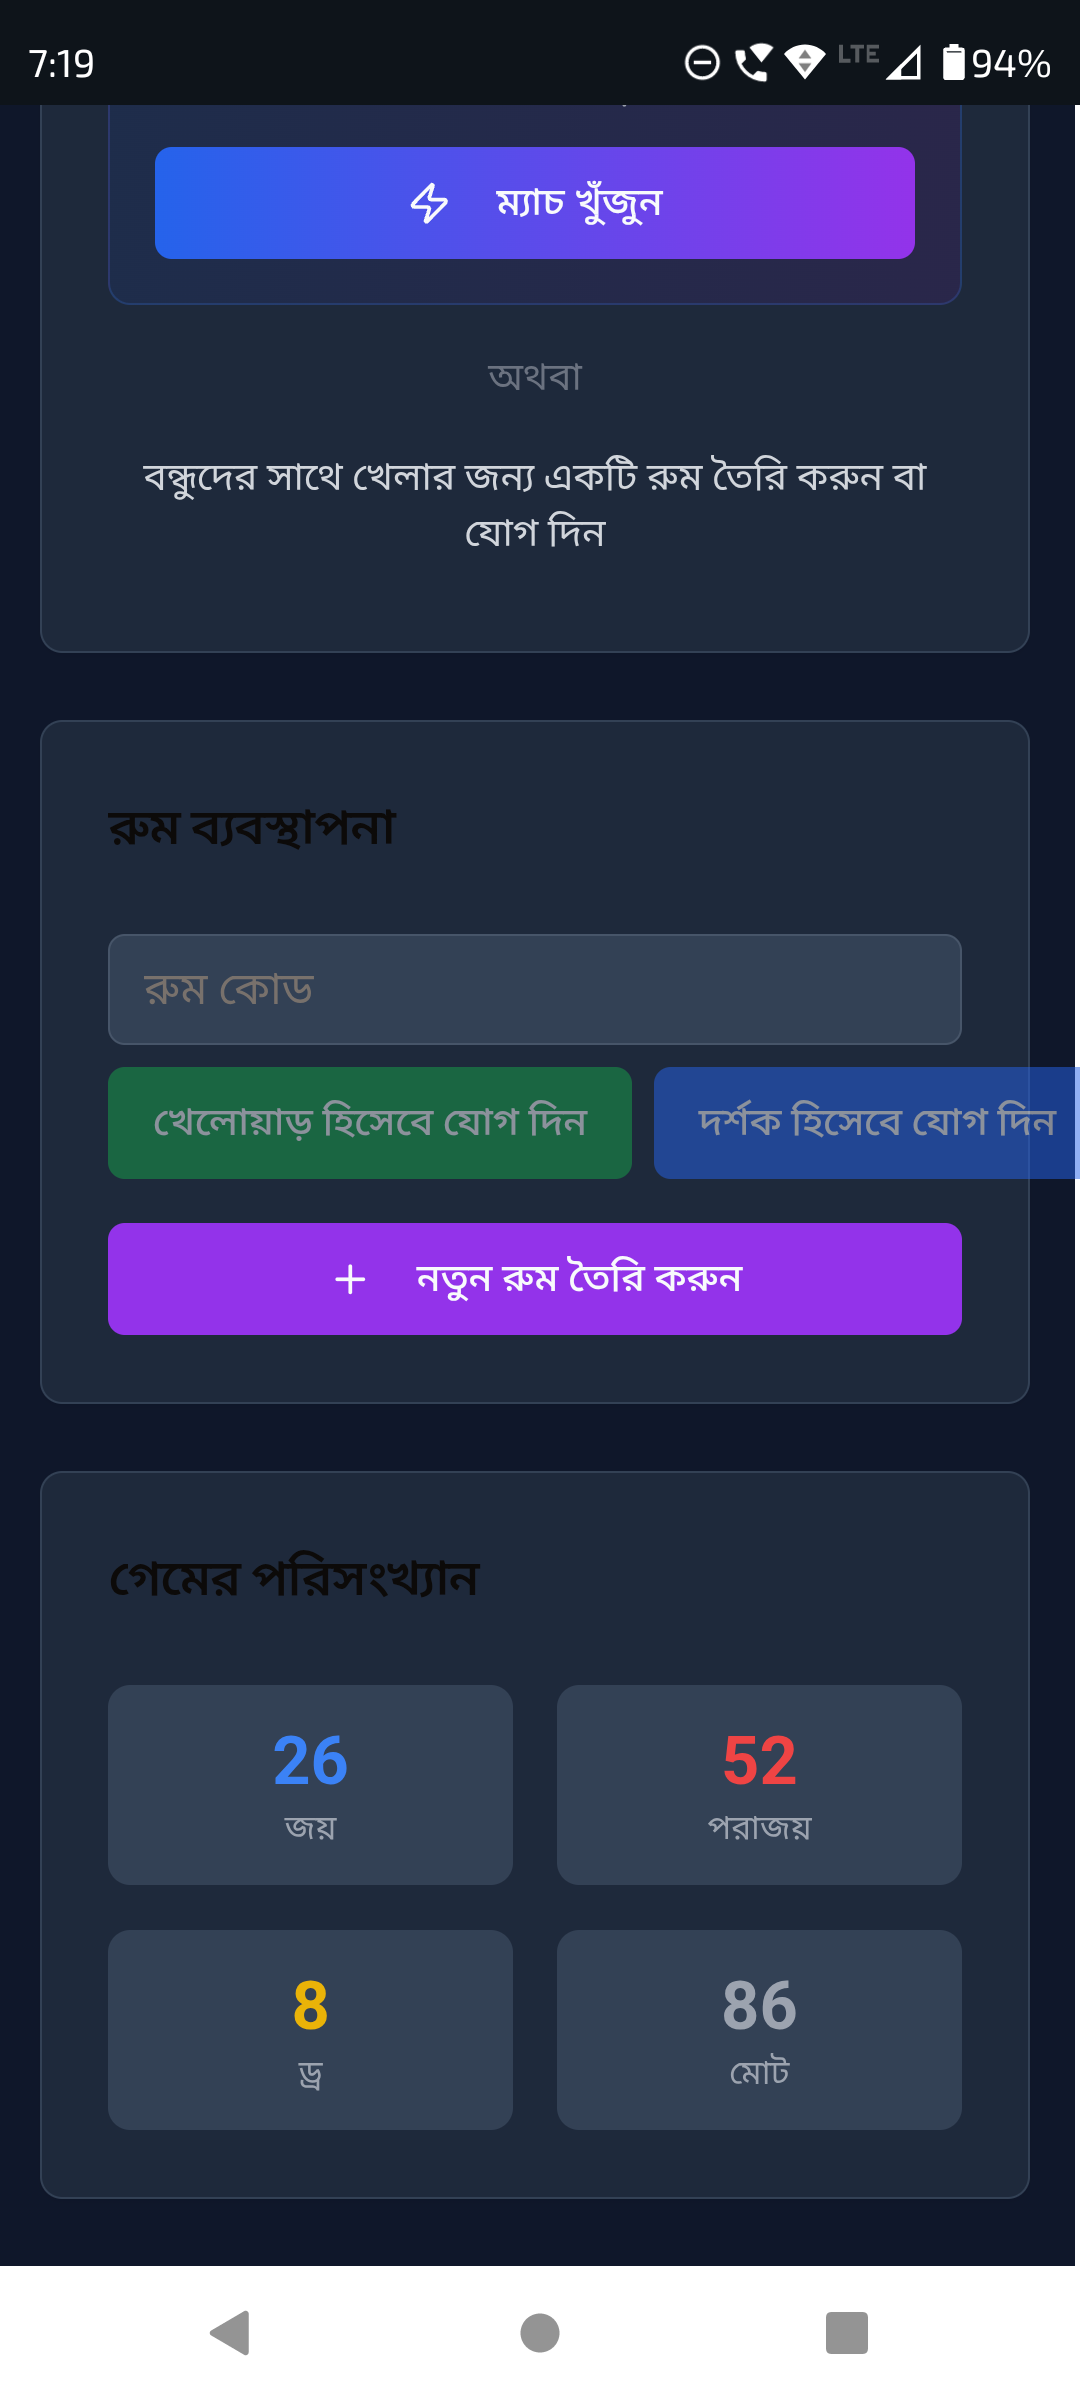 7:19
LTE
94%
ম্যাচ খুঁজুন
অথবা
বন্ধুদের সাথে খেলার জন্য একটি রুম তৈরি করুন বা
যোগ দিন
রুম ব্যবস্থাপনা
রুম কোড
খেলোয়াড় হিসেবে যোগ দিন
দর্শক হিসেবে যোগ দিন
নতুন রুম তৈরি করুন
গেমের পরিসংখ্যান
26
জয়
52
পরাজয়
8
ড্র
86
মোট